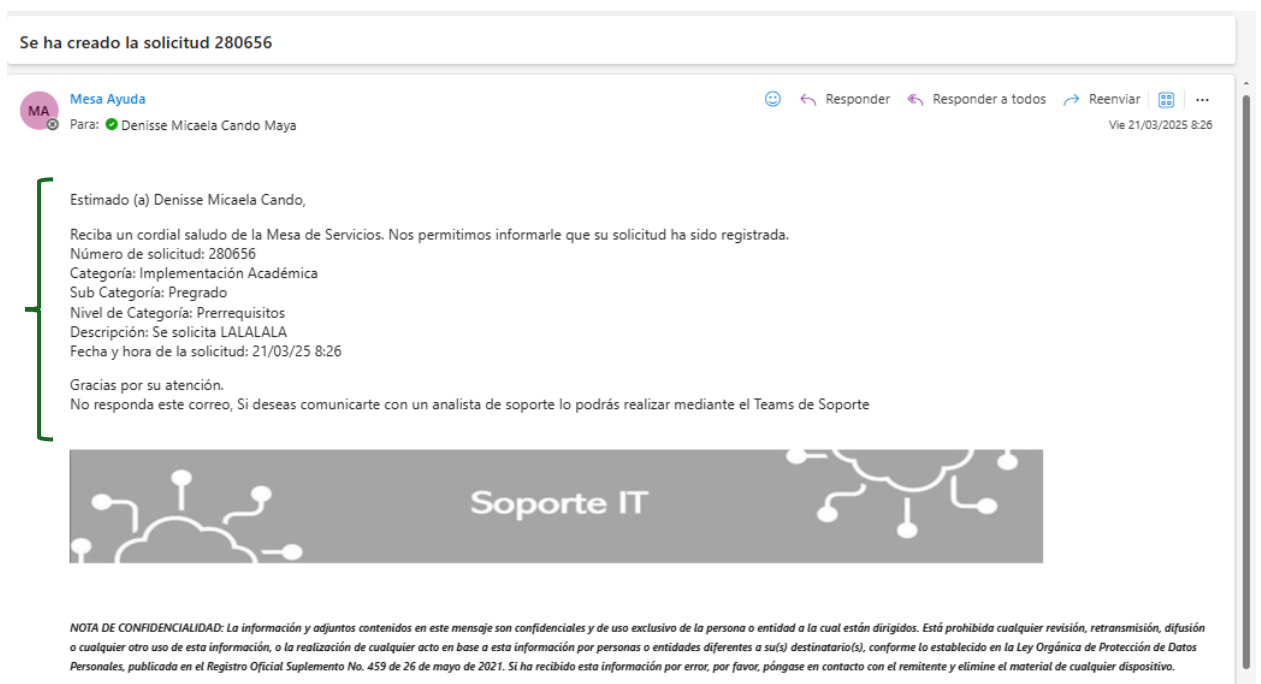 Se ha creado la solicitud 280656
MA
Mesa Ayuda
Responder
Responder a todos
Reenviar
Para: Denisse Micaela Cando Maya
Vie 21/03/2025 8:26
Estimado (a) Denisse Micaela Cando,
Reciba un cordial saludo de la Mesa de Servicios. Nos permitimos informarle que su solicitud ha sido registrada.
Número de solicitud: 280656
Categoría: Implementación Académica
Sub Categoría: Pregrado
Nivel de Categoría: Prerrequisitos
Descripción: Se solicita LALALALA
Fecha y hora de la solicitud: 21/03/25 8:26
Gracias por su atención.
No responda este correo, Si deseas comunicarte con un analista de soporte lo podrás realizar mediante el Teams de Soporte
Soporte IT
NOTA DE CONFIDENCIALIDAD: La información y adjuntos contenidos en este mensaje son confidenciales y de uso exclusivo de la persona o entidad a la cual están dirigidos. Está prohibida cualquier revisión, retransmisión, difusión
o cualquier otro uso de esta información, o la realización de cualquier acto en base a esta información por personas o entidades diferentes a su(s) destinatario(s), conforme lo establecido en la Ley Orgánica de Protección de Datos
Personales, publicada en el Registro Oficial Suplemento No. 459 de 26 de mayo de 2021. Si ha recibido esta información por error, por favor, póngase en contacto con el remitente y elimine el material de cualquier dispositivo.